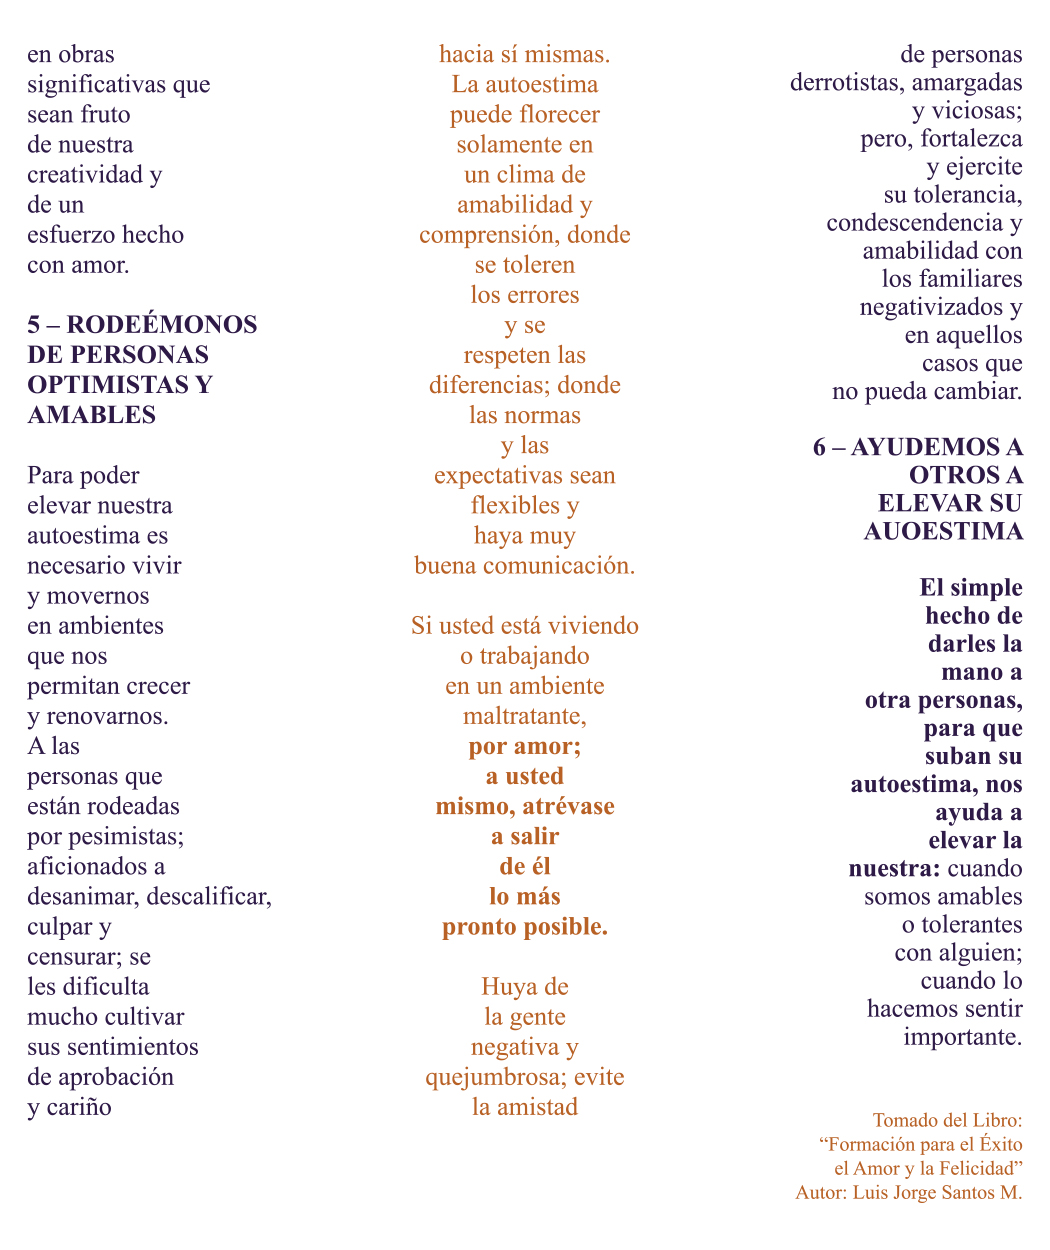 en obras
significativas que
sean fruto
de nuestra
creatividad y
de un
esfuerzo hecho
con amor.
5 – RODEÉMONOS
DE PERSONAS
OPTIMISTAS Y
AMABLES
Para poder
elevar nuestra
autoestima es
necesario vivir
y movernos
en ambientes
que nos
permitan crecer
y renovarnos.
A las
personas que
están rodeadas
por pesimistas;
aficionados a
desanimar, descalificar,
culpar y
censurar; se
les dificulta
mucho cultivar
sus sentimientos
de aprobación
y cariño
hacia sí mismas.
La autoestima
puede florecer
solamente en
un clima de
amabilidad y
comprensión, donde
se toleren
los errores
y se
respeten las
diferencias; donde
las normas
y las
expectativas sean
flexibles y
haya muy
buena comunicación.
Si usted está viviendo
o trabajando
en un ambiente
maltratante,
por amor;
a usted
mismo, atrévase
a salir
de él
lo más
pronto posible.
Huya de
la gente
negativa y
quejumbrosa; evite
la amistad
de personas
derrotistas, amargadas
y viciosas;
pero, fortalezca
y ejercite
su tolerancia,
condescendencia y
amabilidad con
los familiares
negativizados y
en aquellos
casos que
no pueda cambiar.
6 – AYUDEMOS A
OTROS A
ELEVAR SU
AUOESTIMA
El simple
hecho de
darles la
mano a
otra personas,
para que
suban su
autoestima, nos
ayuda a
elevar la
nuestra: cuando
somos amables
o tolerantes
con alguien;
cuando lo
hacemos sentir
importante.
Tomado del Libro:
“Formación para el Éxito
el Amor y la Felicidad”
Autor: Luis Jorge Santos M.